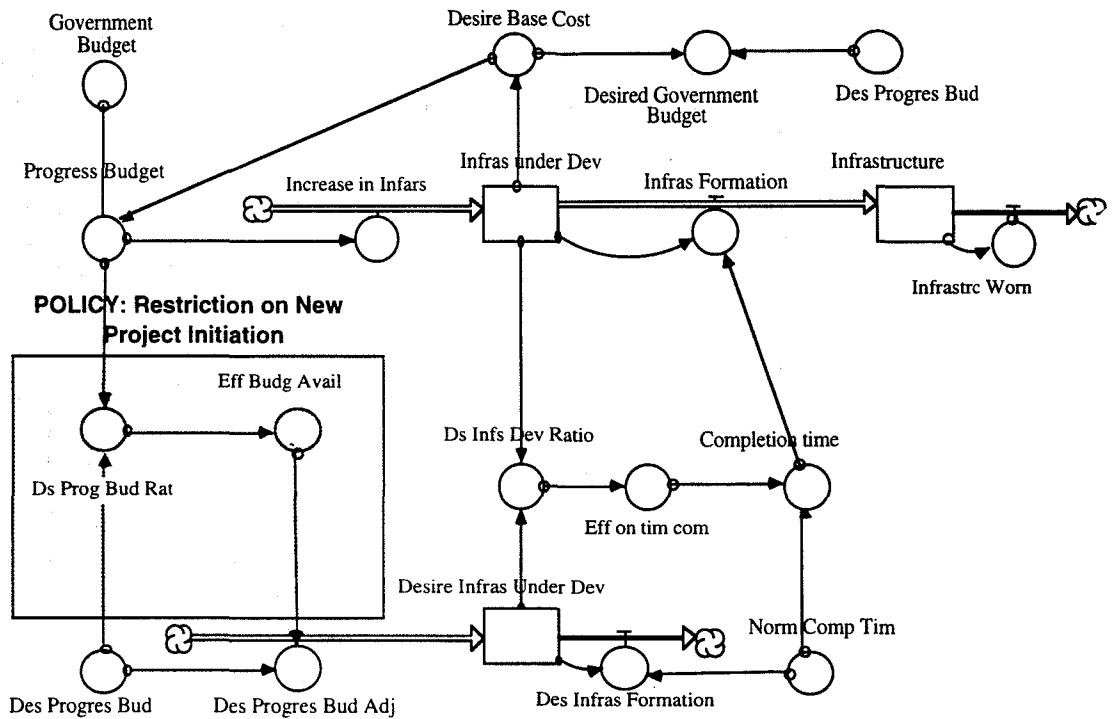 Government
Budget
Desire Base Cost
Desired Government
Budget
Des Progres Bud
Progress Budget
Increase in Infars
Infras under Dev
Infras Formation
Infrastructure
Infrastrc Worn
POLICY: Restriction on New
Project Initiation
Eff Budg Avail
Ds Prog Bud Rat
Ds Infs Dev Ratio
Completion time
Eff on tim com
Desire Infras Under Dev
Norm Comp Tim
Des Progres Bud
Des Progres Bud Adj
Des Infras Formation